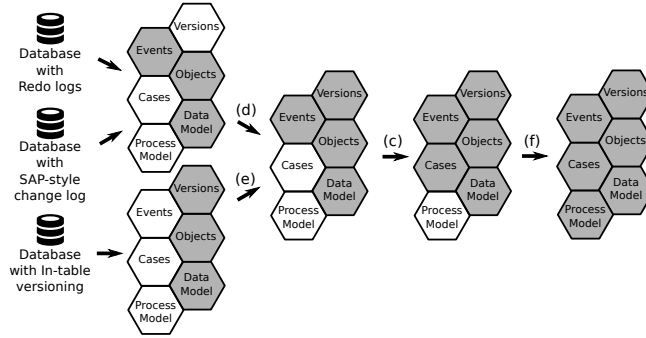 Database
with
Redo logs
Database
with
SAP-style
change log
Database
with In-table
versioning
Versions
Events
Objects
Cases
Data
Model
Process
Model
Versions
Events
Objects
Cases
Data
Model
Process
Model
(d)
(e)
Versions
Events
Objects
Cases
Data
Model
Process
Model
(c)
Versions
Events
Objects
Cases
Data
Model
Process
Model
(f)
Versions
Events
Objects
Cases
Data
Model
Process
Model